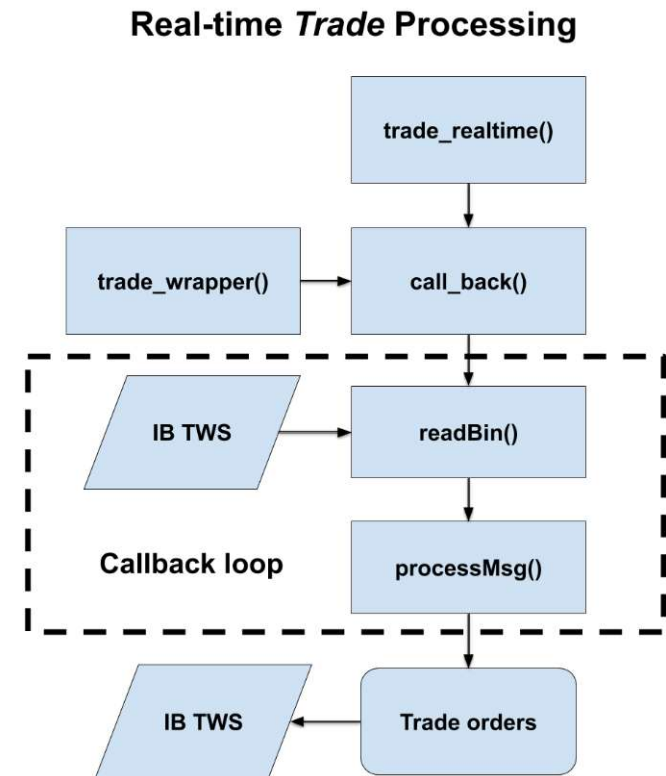 Real-time Trade Processing
trade_realtime()
trade_wrapper()
call_back()
IB TWS
readBin()
Callback loop
processMsg()
IB TWS
Trade orders